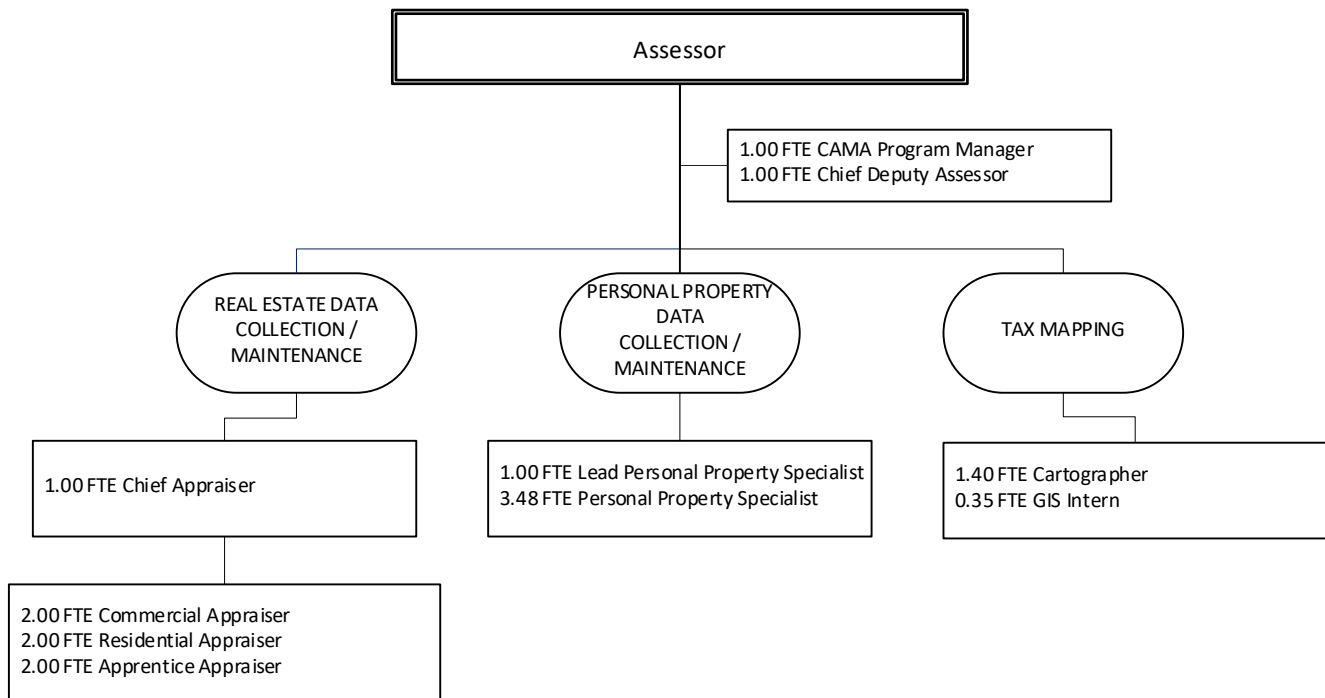 Assessor
1.00 FTE CAMA Program Manager
1.00 FTE Chief Deputy Assessor
REAL ESTATE DATA
COLLECTION /
MAINTENANCE
PERSONAL PROPERTY
DATA
COLLECTION /
MAINTENANCE
TAX MAPPING
1.00 FTE Chief Appraiser
1.00 FTE Lead Personal Property Specialist
3.48 FTE Personal Property Specialist
1.40 FTE Cartographer
0.35 FTE GIS Intern
2.00 FTE Commercial Appraiser
2.00 FTE Residential Appraiser
2.00 FTE Apprentice Appraiser